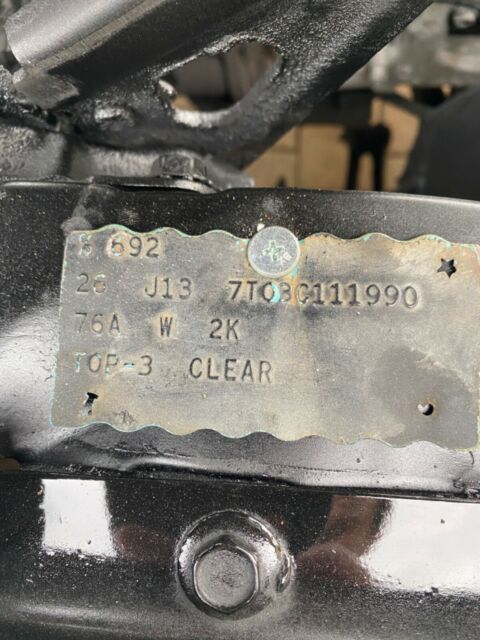 692
26 J13 7T03C111990
76A W 2K
TOP-3 CLEAR